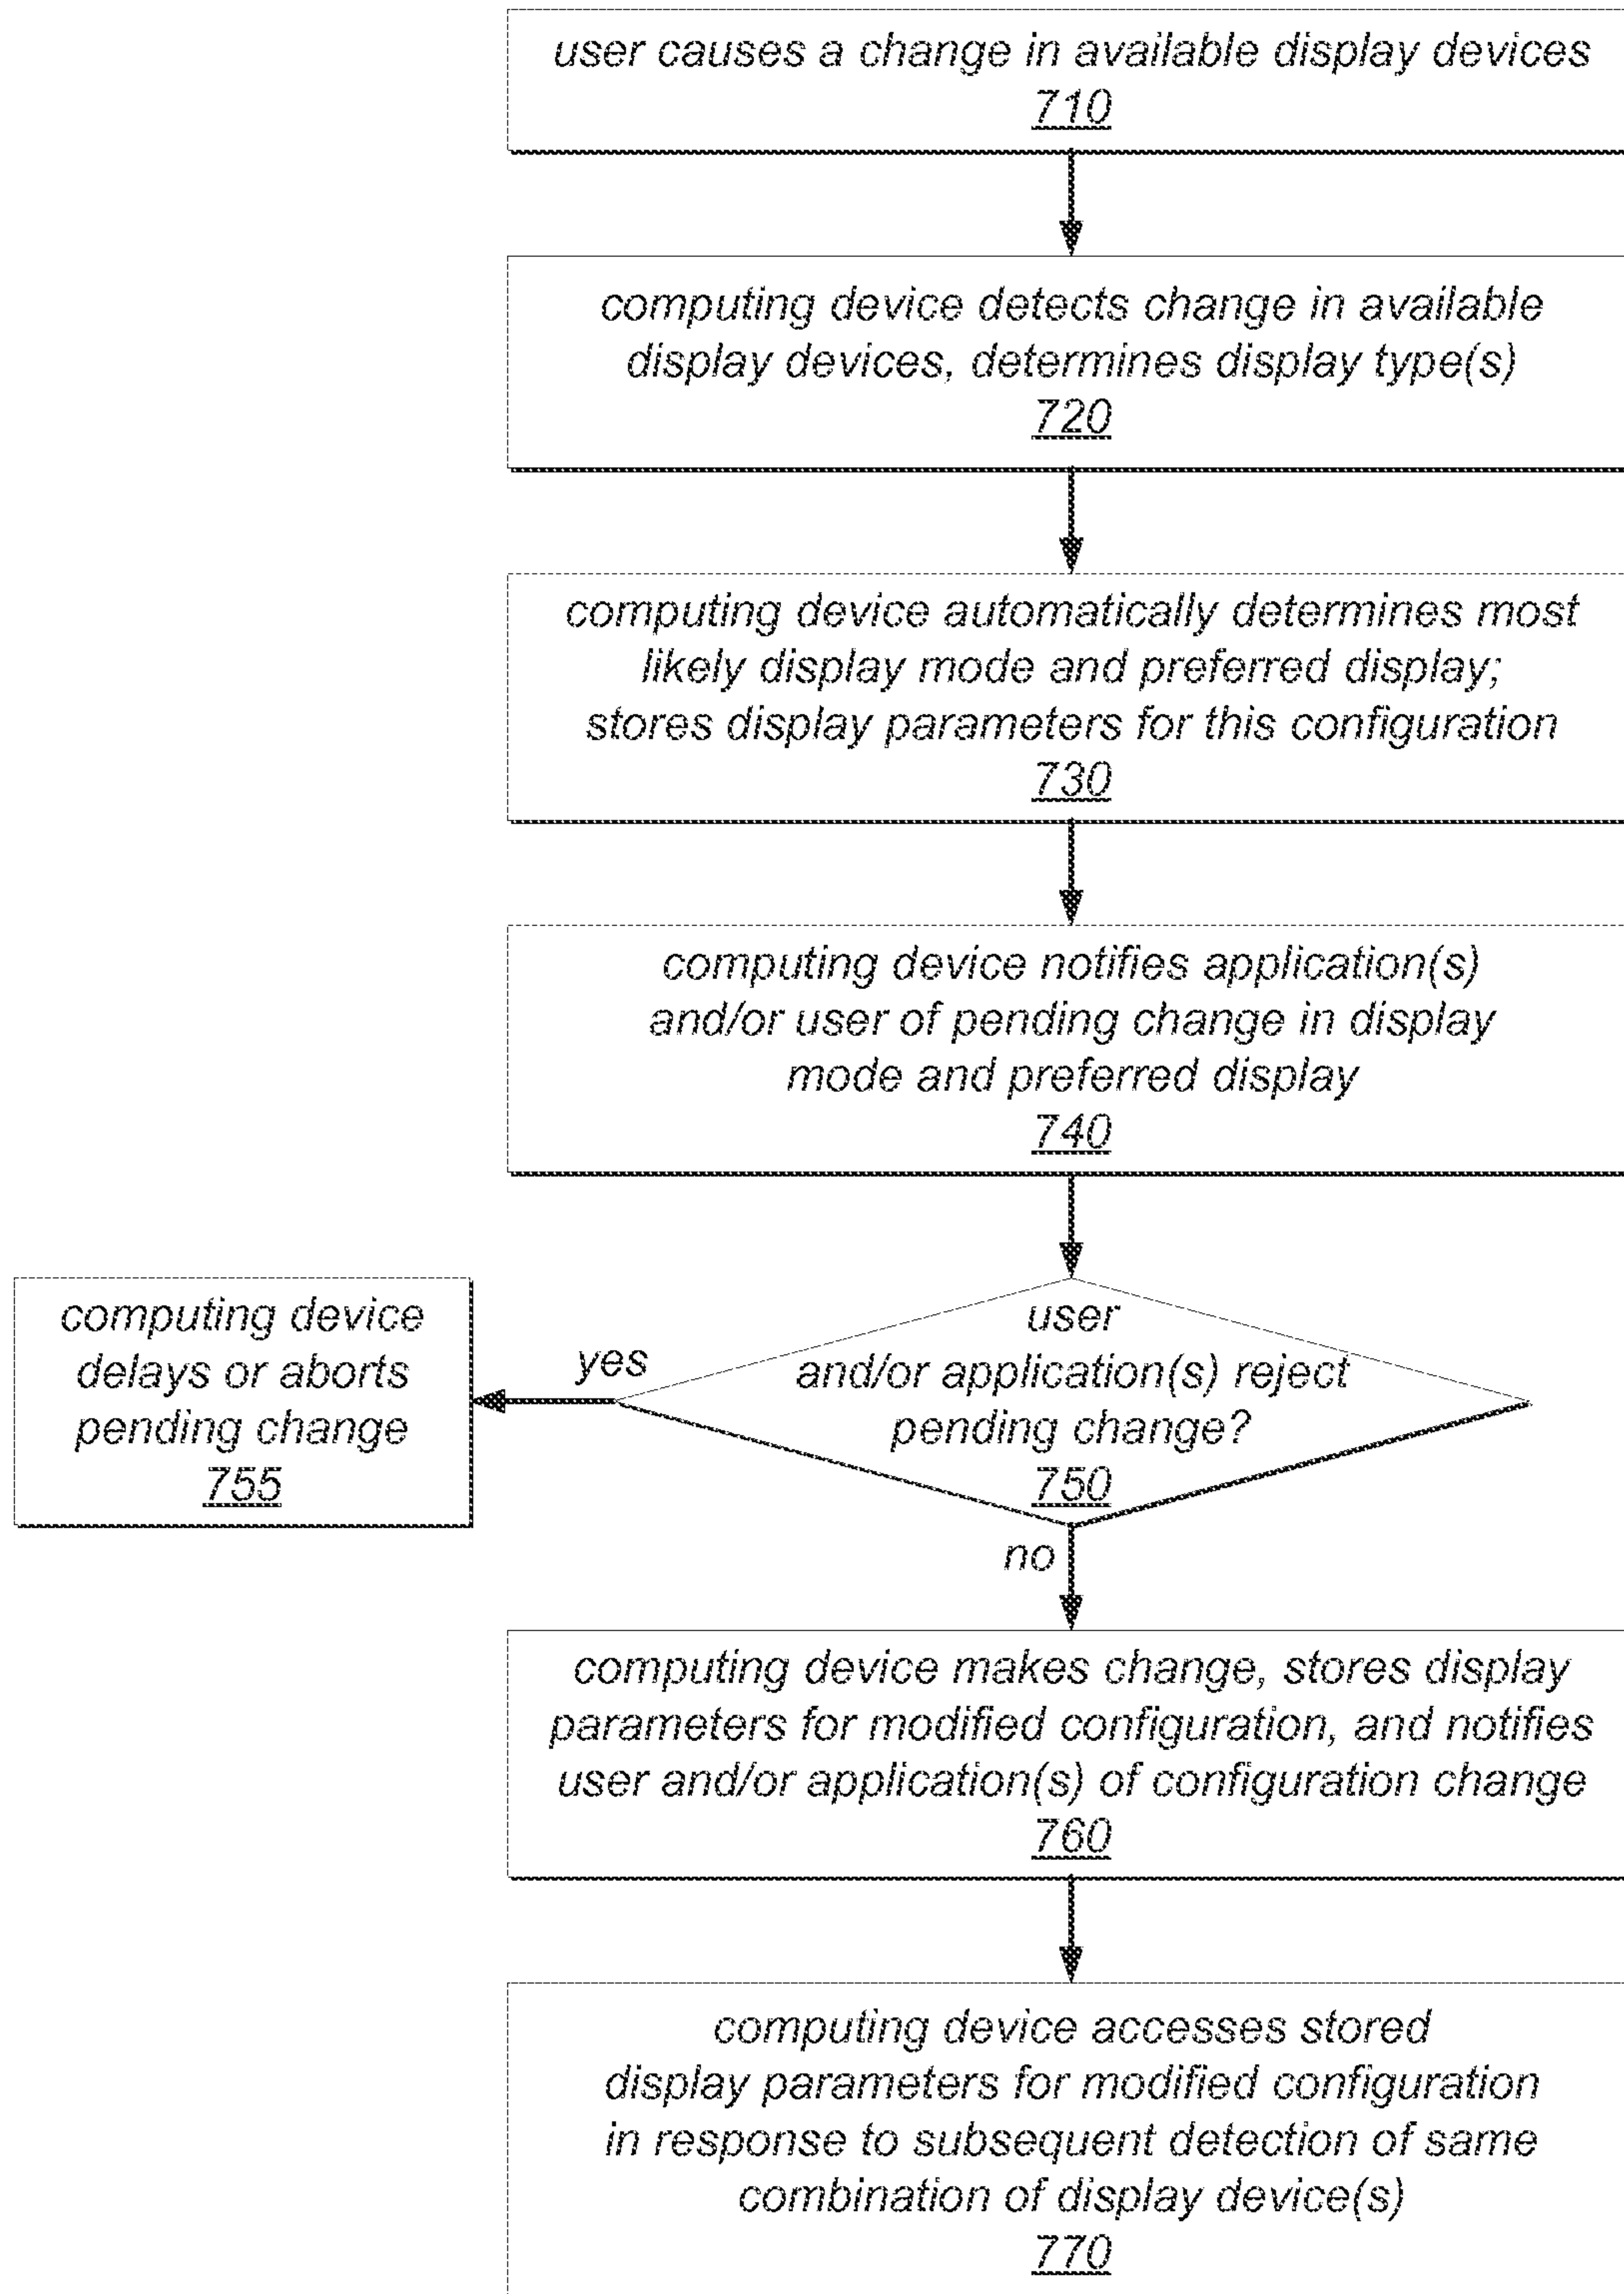 user causes a change in available display devices
710
computing device detects change in available
display devices, determines display type(s)
720
computing device automatically determines most
likely display mode and preferred display;
stores display parameters for this configuration
730
computing device notifies application(s)
and/or user of pending change in display
mode and preferred display
740
user
and/or application(s) reject
pending change?
750
yes
computing device
delays or aborts
pending change
755
no
computing device makes change, stores display
parameters for modified configuration, and notifies
user and/or application(s) of configuration change
760
computing device accesses stored
display parameters for modified configuration
in response to subsequent detection of same
combination of display device(s)
770